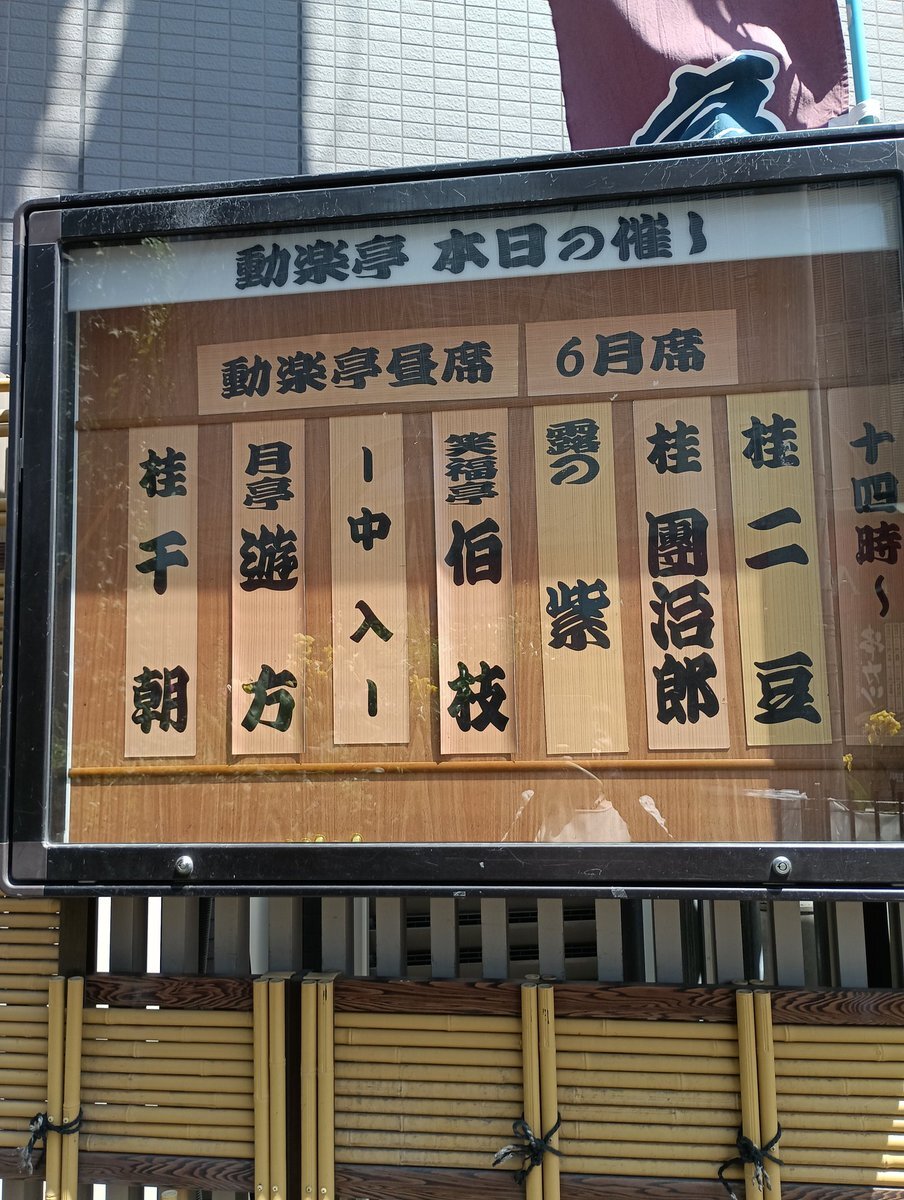 動楽亭 本日の催し
動楽亭昼席 6月席
十四時〜
桂 二豆
桂 團治郎
露の 紫
笑福亭 伯枝
ー中入ー
月亭 遊方
桂 千朝